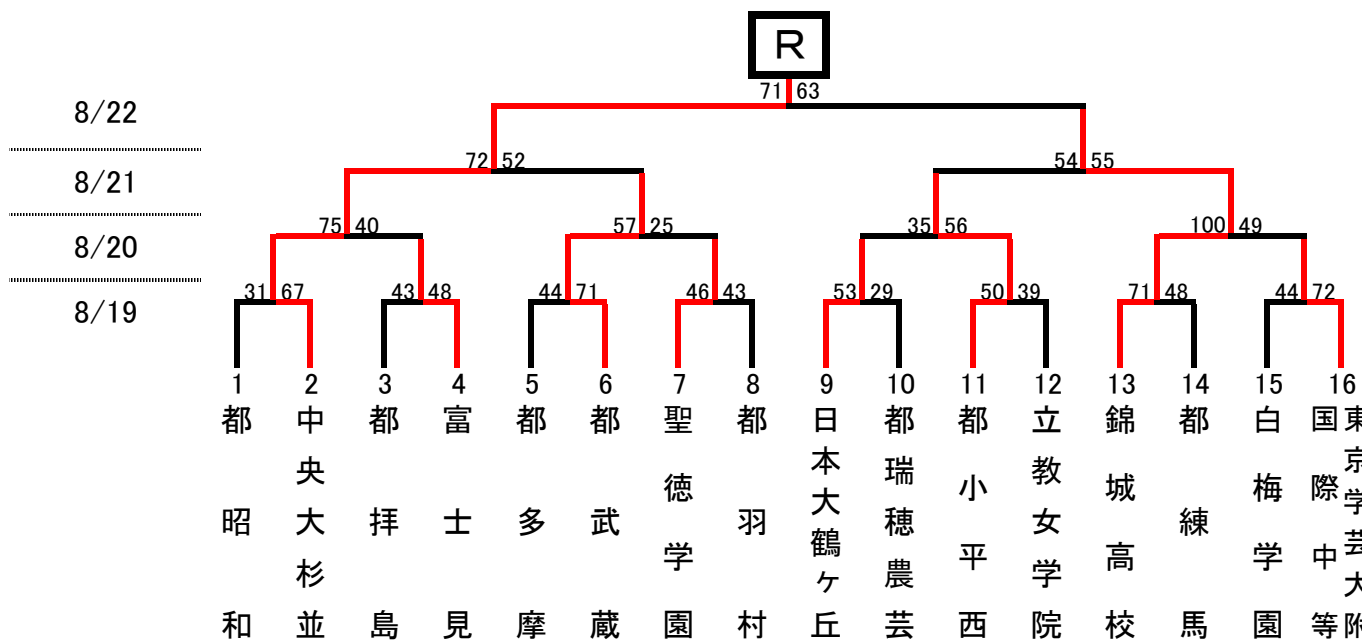 R
71 63
8/22
72 52
54 55
8/21
75 40
57 25
35 56
100 49
8/20
31 67
43 48
44 71
46 43
53 29
50 39
71 48
44 72
8/19
1 2 3 4 5 6 7 8 9 10 11 12 13 14 15 16
都昭和
中央大杉並
都拝島
富士見
都多摩
都武蔵
聖徳学園
都羽村
日本大鶴ヶ丘
都瑞穂農芸
都小平西
立教女学院
錦城高校
都練馬
白梅学園
東京学芸大附
国際中等